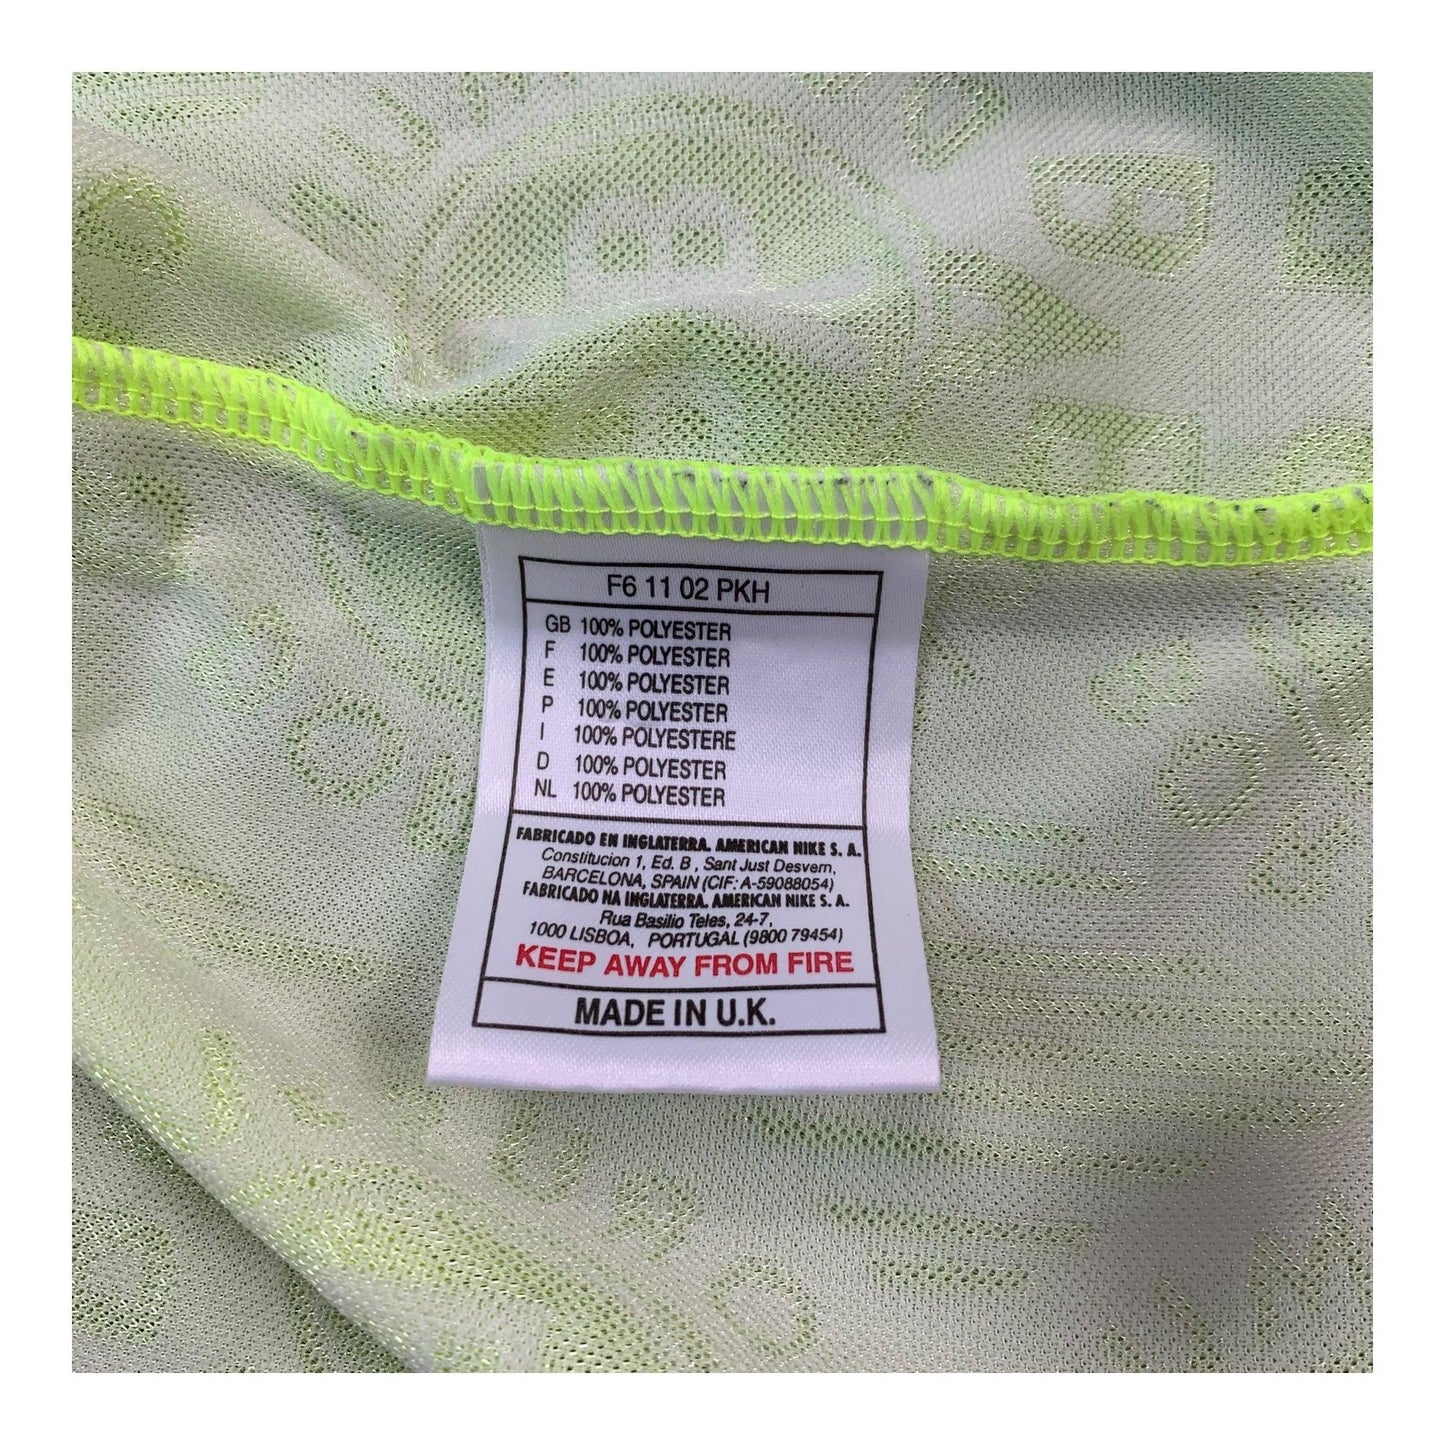 F6 11 02 PKH
GB 100% POLYESTER
F 100% POLYESTER
E 100% POLYESTER
P 100% POLYESTER
I 100% POLYESTERE
D 100% POLYESTER
NL 100% POLYESTER
FABRICADO EN INGLATERRA. AMERICAN NIKE S. A.
Constitucion 1, Ed. B , Sant Just Desvern,
BARCELONA, SPAIN (CIF: A-59088054)
FABRICADO NA INGLATERRA. AMERICAN NIKE S. A.
Rua Basilio Teles, 24-7,
1000 LISBOA, PORTUGAL (9800 79454)
KEEP AWAY FROM FIRE
MADE IN U.K.